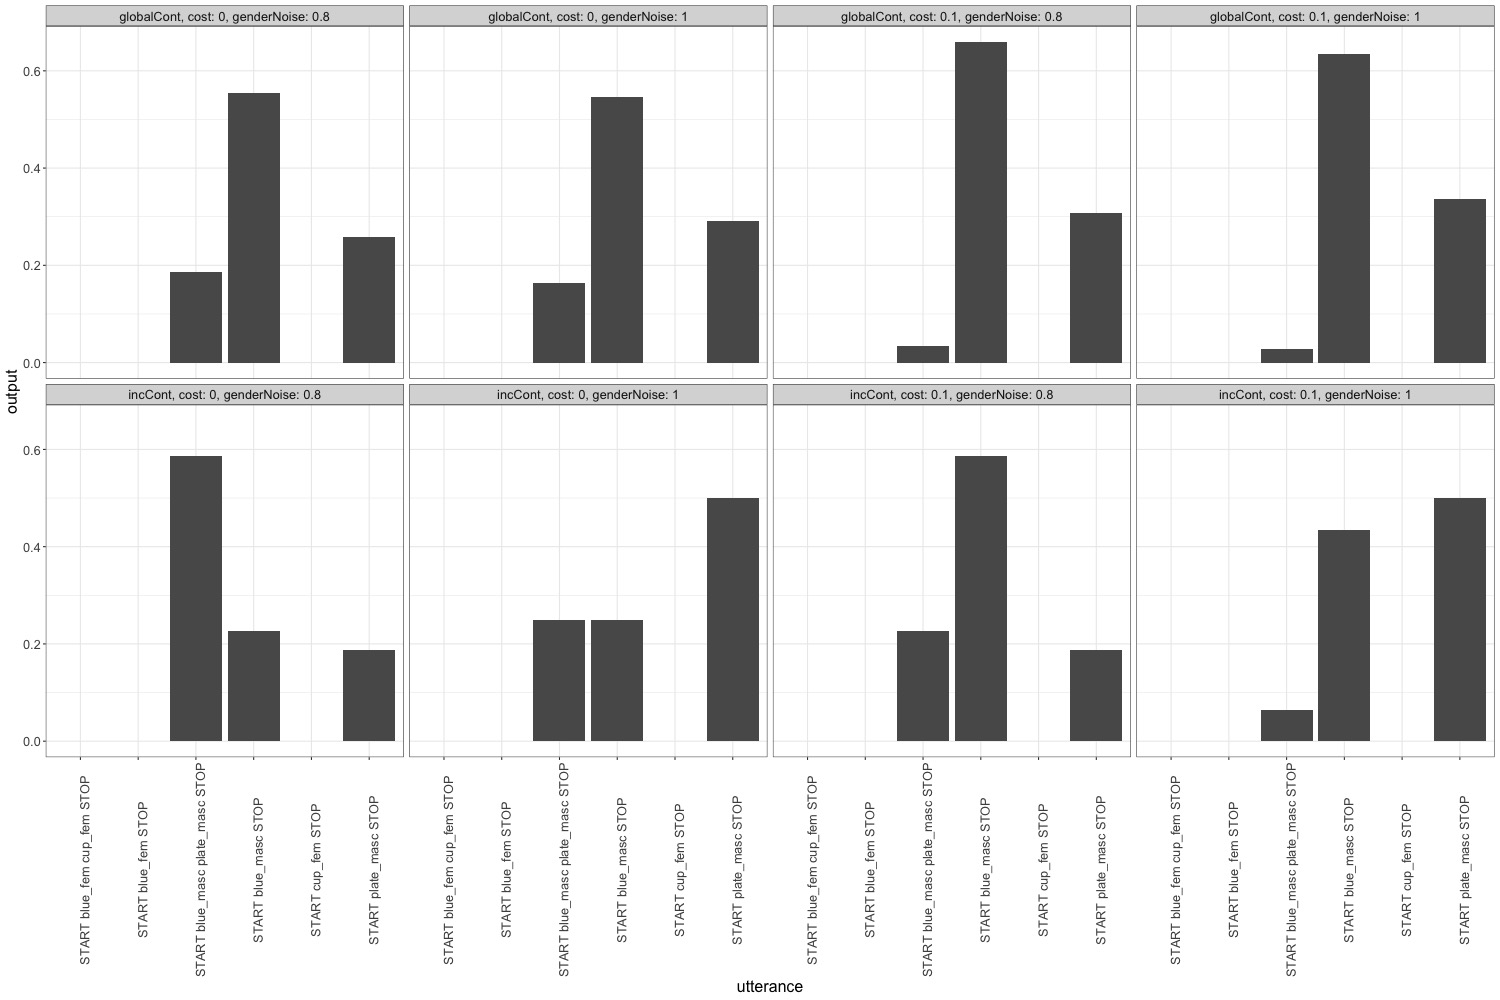 globalCont, cost: 0, genderNoise: 0.8
globalCont, cost: 0, genderNoise: 1
globalCont, cost: 0.1, genderNoise: 0.8
globalCont, cost: 0.1, genderNoise: 1
0.6
0.4
0.2
0.0
output
incCont, cost: 0, genderNoise: 0.8
incCont, cost: 0, genderNoise: 1
incCont, cost: 0.1, genderNoise: 0.8
incCont, cost: 0.1, genderNoise: 1
0.6
0.4
0.2
0.0
START blue_fem cup_fem STOP
START blue_fem STOP
START blue_masc plate_masc STOP
START blue_masc STOP
START cup_fem STOP
START plate_masc STOP
START blue_fem cup_fem STOP
START blue_fem STOP
START blue_masc plate_masc STOP
START blue_masc STOP
START cup_fem STOP
START plate_masc STOP
START blue_fem cup_fem STOP
START blue_fem STOP
START blue_masc plate_masc STOP
START blue_masc STOP
START cup_fem STOP
START plate_masc STOP
START blue_fem cup_fem STOP
START blue_fem STOP
START blue_masc plate_masc STOP
START blue_masc STOP
START cup_fem STOP
START plate_masc STOP
utterance